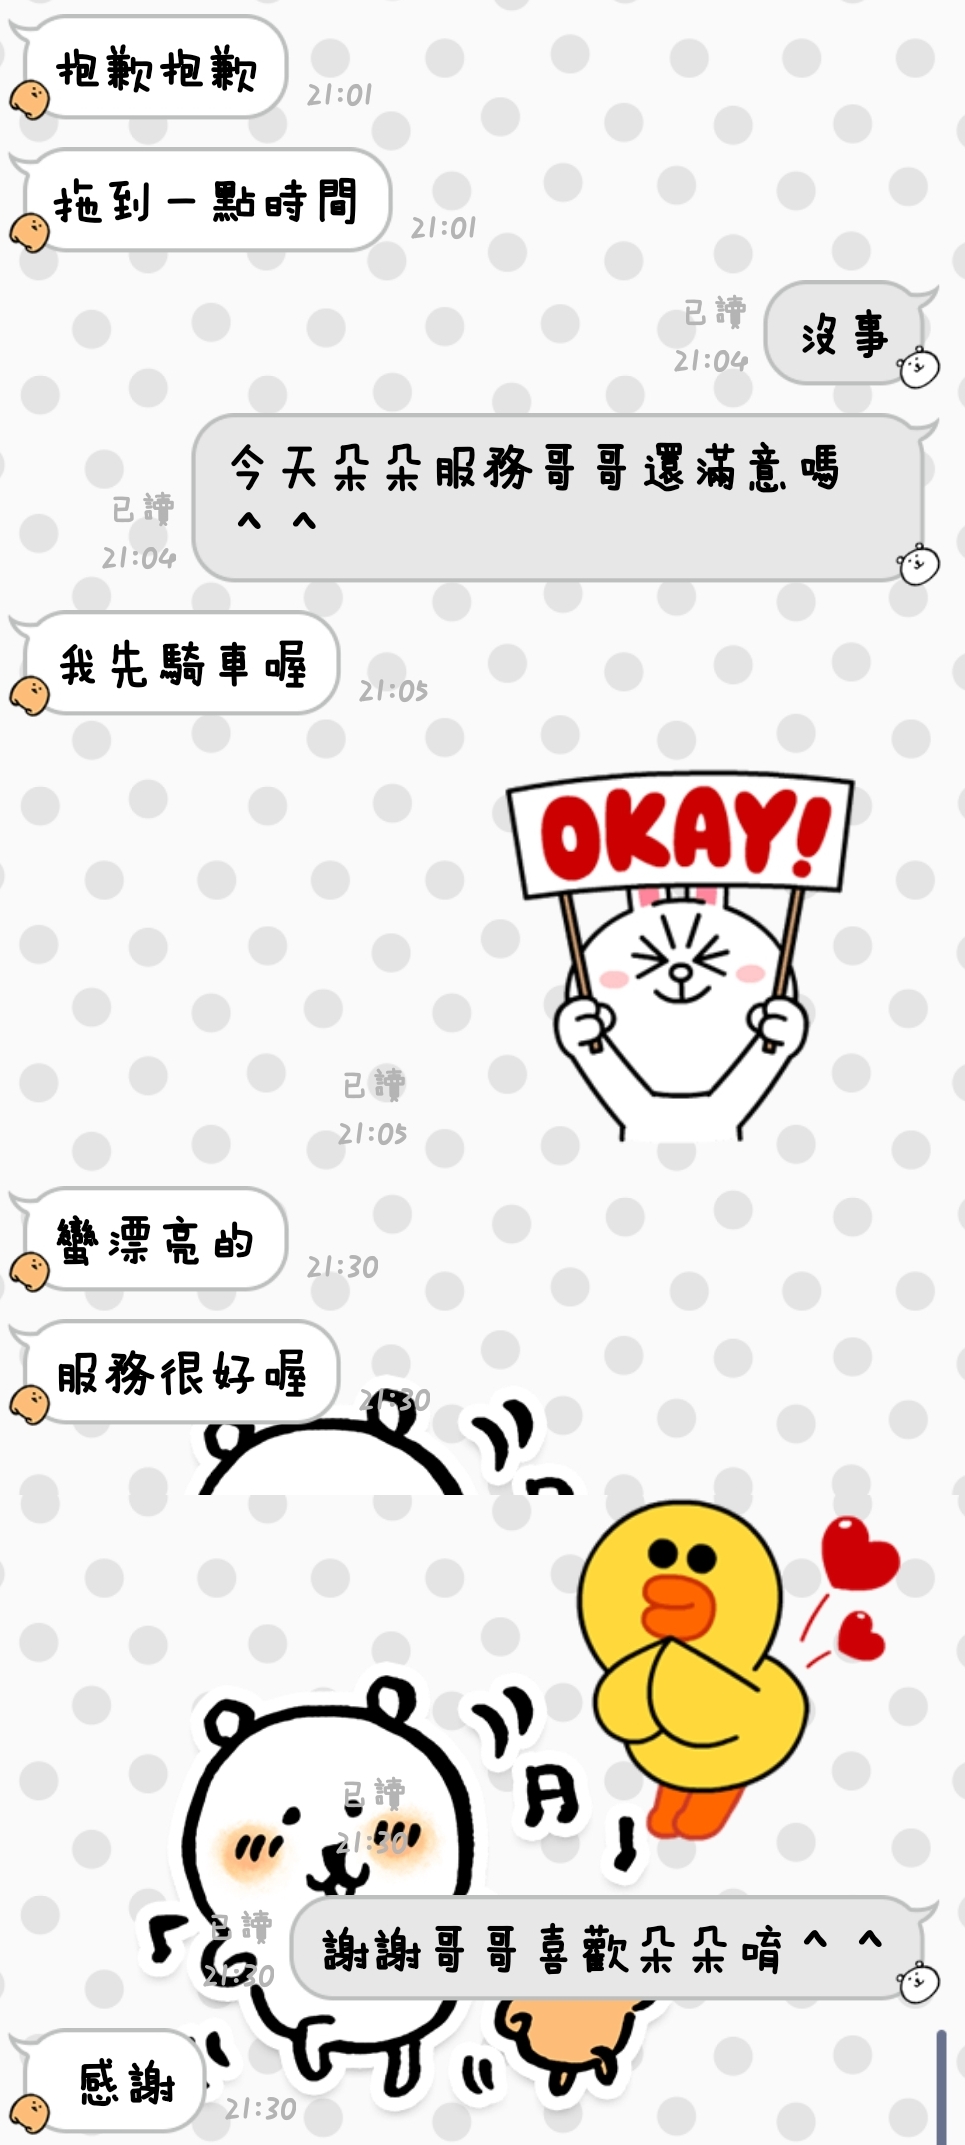 抱歉抱歉
21:01
拖到一點時間
21:01
已讀
21:04
沒事
今天朵朵服務哥哥還滿意嗎
^ ^
已讀
21:04
我先騎車喔
21:05
OKAY!
已讀
21:05
蠻漂亮的
21:30
服務很好喔
21:30
已讀
21:30
已讀
21:30
謝謝哥哥喜歡朵朵唷^ ^
感謝
21:30